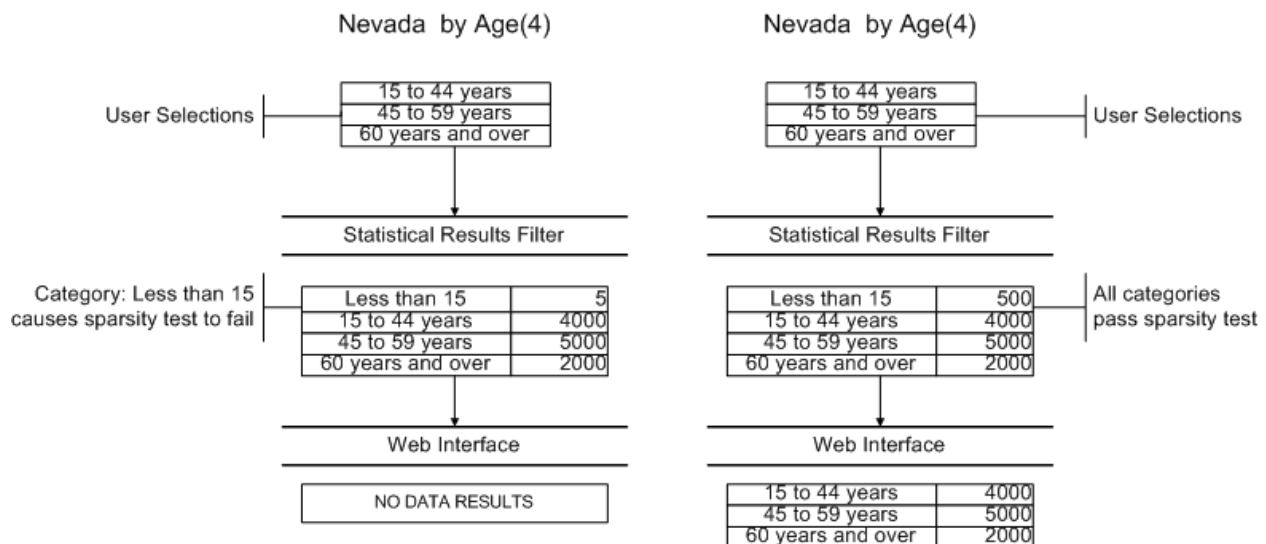 Nevada by Age(4)
User Selections
15 to 44 years
45 to 59 years
60 years and over
Statistical Results Filter
Category: Less than 15
causes sparsity test to fail
Less than 15 5
15 to 44 years 4000
45 to 59 years 5000
60 years and over 2000
Web Interface
NO DATA RESULTS
Nevada by Age(4)
15 to 44 years
45 to 59 years
60 years and over
User Selections
Statistical Results Filter
Less than 15 500
15 to 44 years 4000
45 to 59 years 5000
60 years and over 2000
All categories
pass sparsity test
Web Interface
15 to 44 years 4000
45 to 59 years 5000
60 years and over 2000